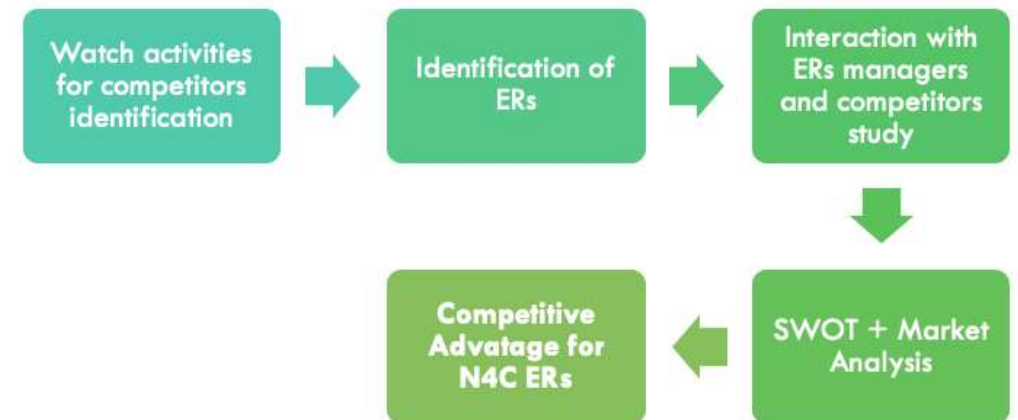 Watch activities
for competitors
identification
Identification of
ERs
Interaction with
ERs managers
and competitors
study
SWOT + Market
Analysis
Competitive
Advatage for
N4C ERs